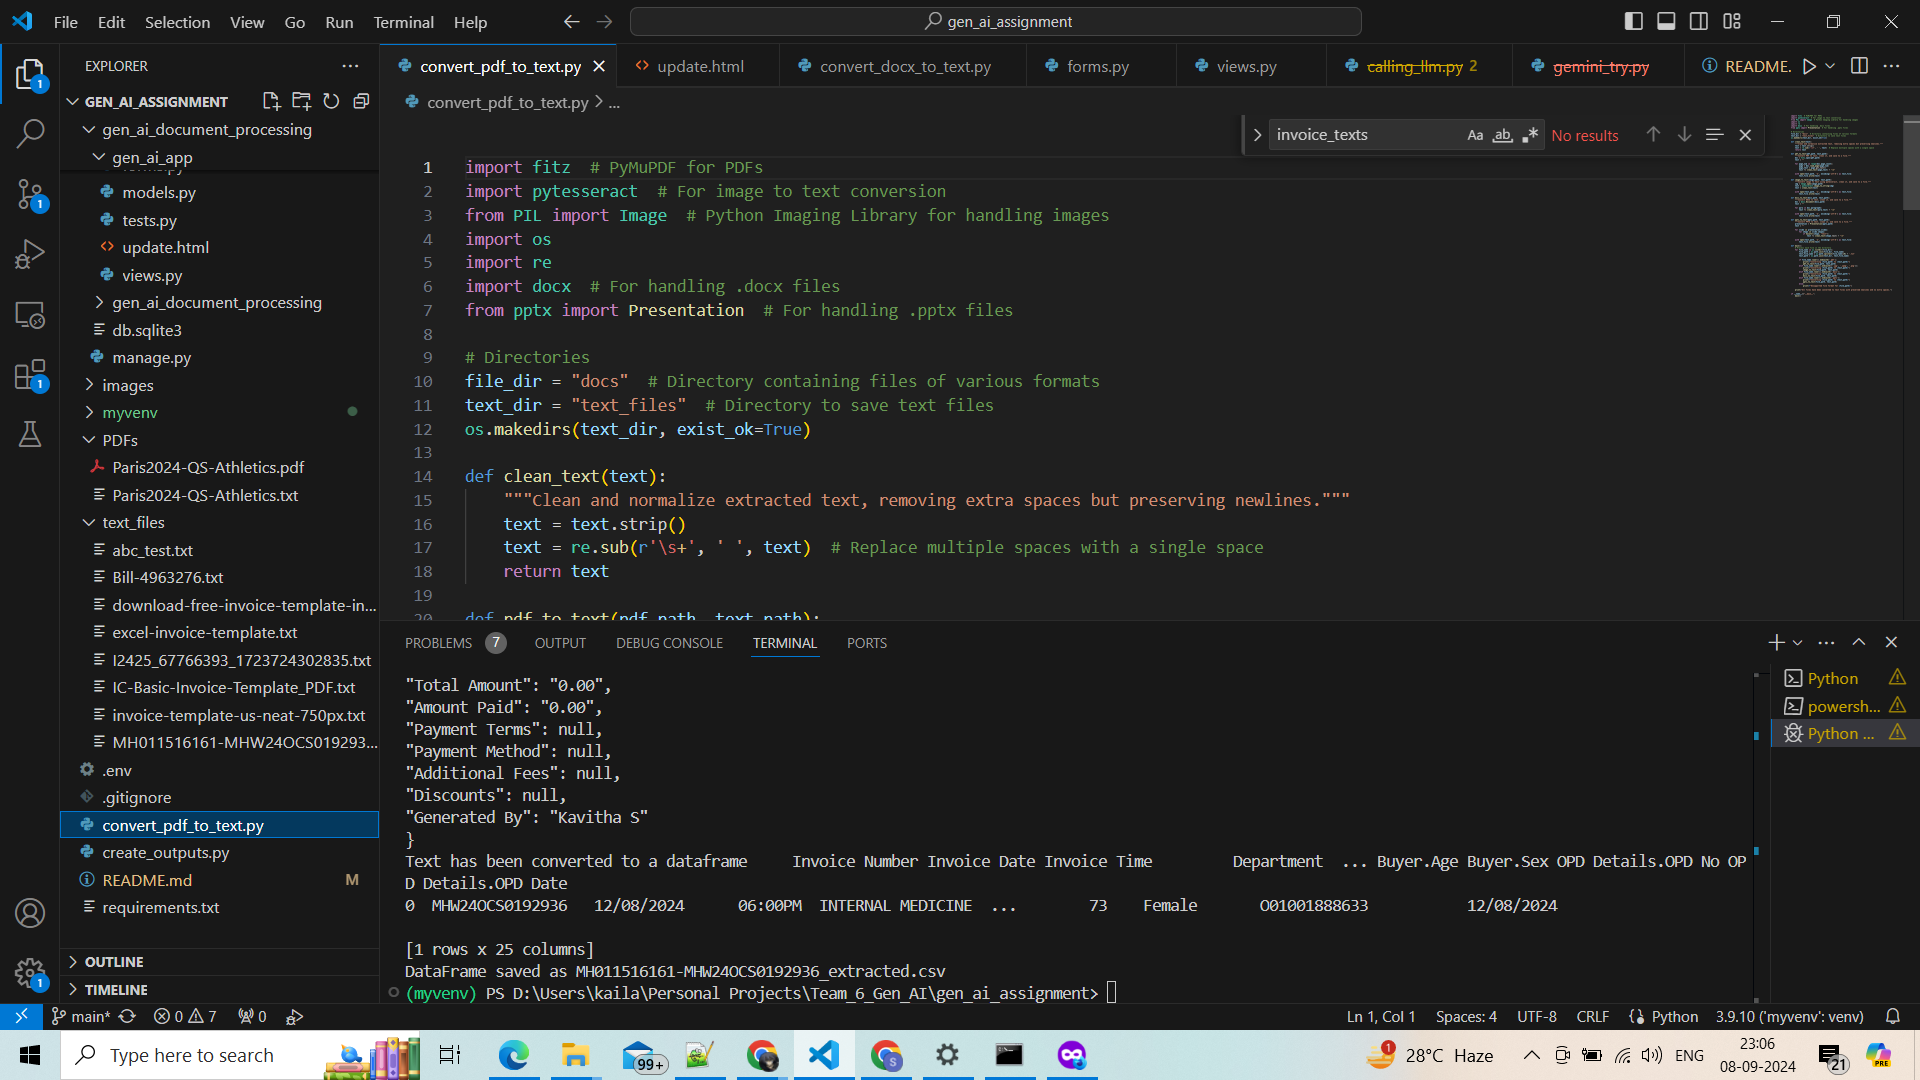 File Edit Selection View Go Run Terminal Help
gen_ai_assignment
EXPLORER
GEN_AI_ASSIGNMENT
gen_ai_document_processing
gen_ai_app
models.py
tests.py
update.html
views.py
gen_ai_document_processing
db.sqlite3
manage.py
images
myvenv
PDFs
Paris2024-QS-Athletics.pdf
Paris2024-QS-Athletics.txt
text_files
abc_test.txt
Bill-4963276.txt
download-free-invoice-template-in...
excel-invoice-template.txt
I2425_67766393_1723724302835.txt
IC-Basic-Invoice-Template_PDF.txt
invoice-template-us-neat-750px.txt
MH011516161-MHW24OCS019293...
.env
.gitignore
convert_pdf_to_text.py
create_outputs.py
README.md M
requirements.txt
OUTLINE
TIMELINE
1
1
1
1
convert_pdf_to_text.py
update.html
convert_docx_to_text.py
forms.py
views.py
calling_llm.py 2
gemini_try.py
README.
convert_pdf_to_text.py > ...
invoice_texts Aa ab No results
1 import fitz # PyMuPDF for PDFs
2 import pytesseract # For image to text conversion
3 from PIL import Image # Python Imaging Library for handling images
4 import os
5 import re
6 import docx # For handling .docx files
7 from pptx import Presentation # For handling .pptx files
8
9 # Directories
10 file_dir = "docs" # Directory containing files of various formats
11 text_dir = "text_files" # Directory to save text files
12 os.makedirs(text_dir, exist_ok=True)
13
14 def clean_text(text):
15 """Clean and normalize extracted text, removing extra spaces but preserving newlines."""
16 text = text.strip()
17 text = re.sub(r'\s+', ' ', text) # Replace multiple spaces with a single space
18 return text
19
20 def pdf_to_text(pdf_path, text_path):
PROBLEMS 7 OUTPUT DEBUG CONSOLE TERMINAL PORTS
"Total Amount": "0.00",
"Amount Paid": "0.00",
"Payment Terms": null,
"Payment Method": null,
"Additional Fees": null,
"Discounts": null,
"Generated By": "Kavitha S"
}
Text has been converted to a dataframe Invoice Number Invoice Date Invoice Time Department ... Buyer.Age Buyer.Sex OPD Details.OPD No OP
D Details.OPD Date
0 MHW24OCS0192936 12/08/2024 06:00PM INTERNAL MEDICINE ... 73 Female O01001888633 12/08/2024
[1 rows x 25 columns]
DataFrame saved as MH011516161-MHW24OCS0192936_extracted.csv
(myvenv) PS D:\Users\kaila\Personal Projects\Team_6_Gen_AI\gen_ai_assignment>
Python
powersh...
Python ...
main* 0 7 0
Ln 1, Col 1 Spaces: 4 UTF-8 CRLF Python 3.9.10 ('myvenv': venv)
Type here to search
99+
S
1
28°C Haze
ENG
23:06
08-09-2024
21
PRE